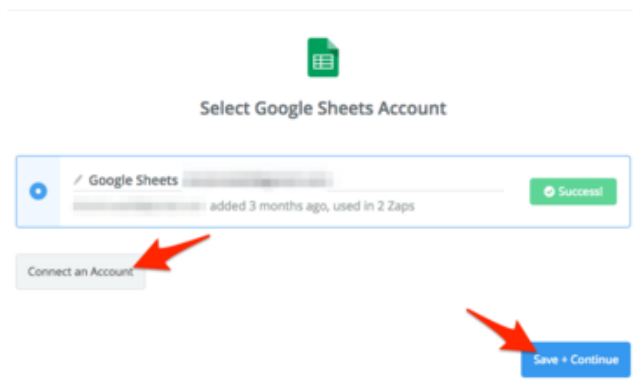 Select Google Sheets Account
Google Sheets
Success!
added 3 months ago, used in 2 Zaps
Connect an Account
Save + Continue